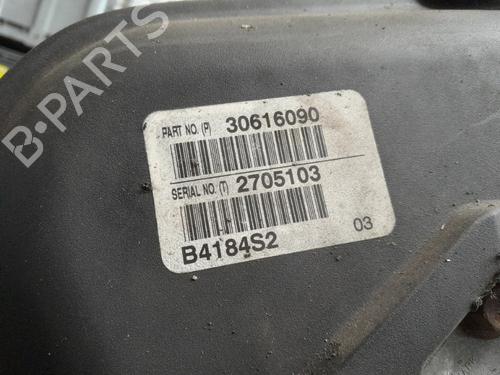 B-PARTS
PART NO. (P) 30616090
SERIAL NO. (T) 2705103
B4184S2 03